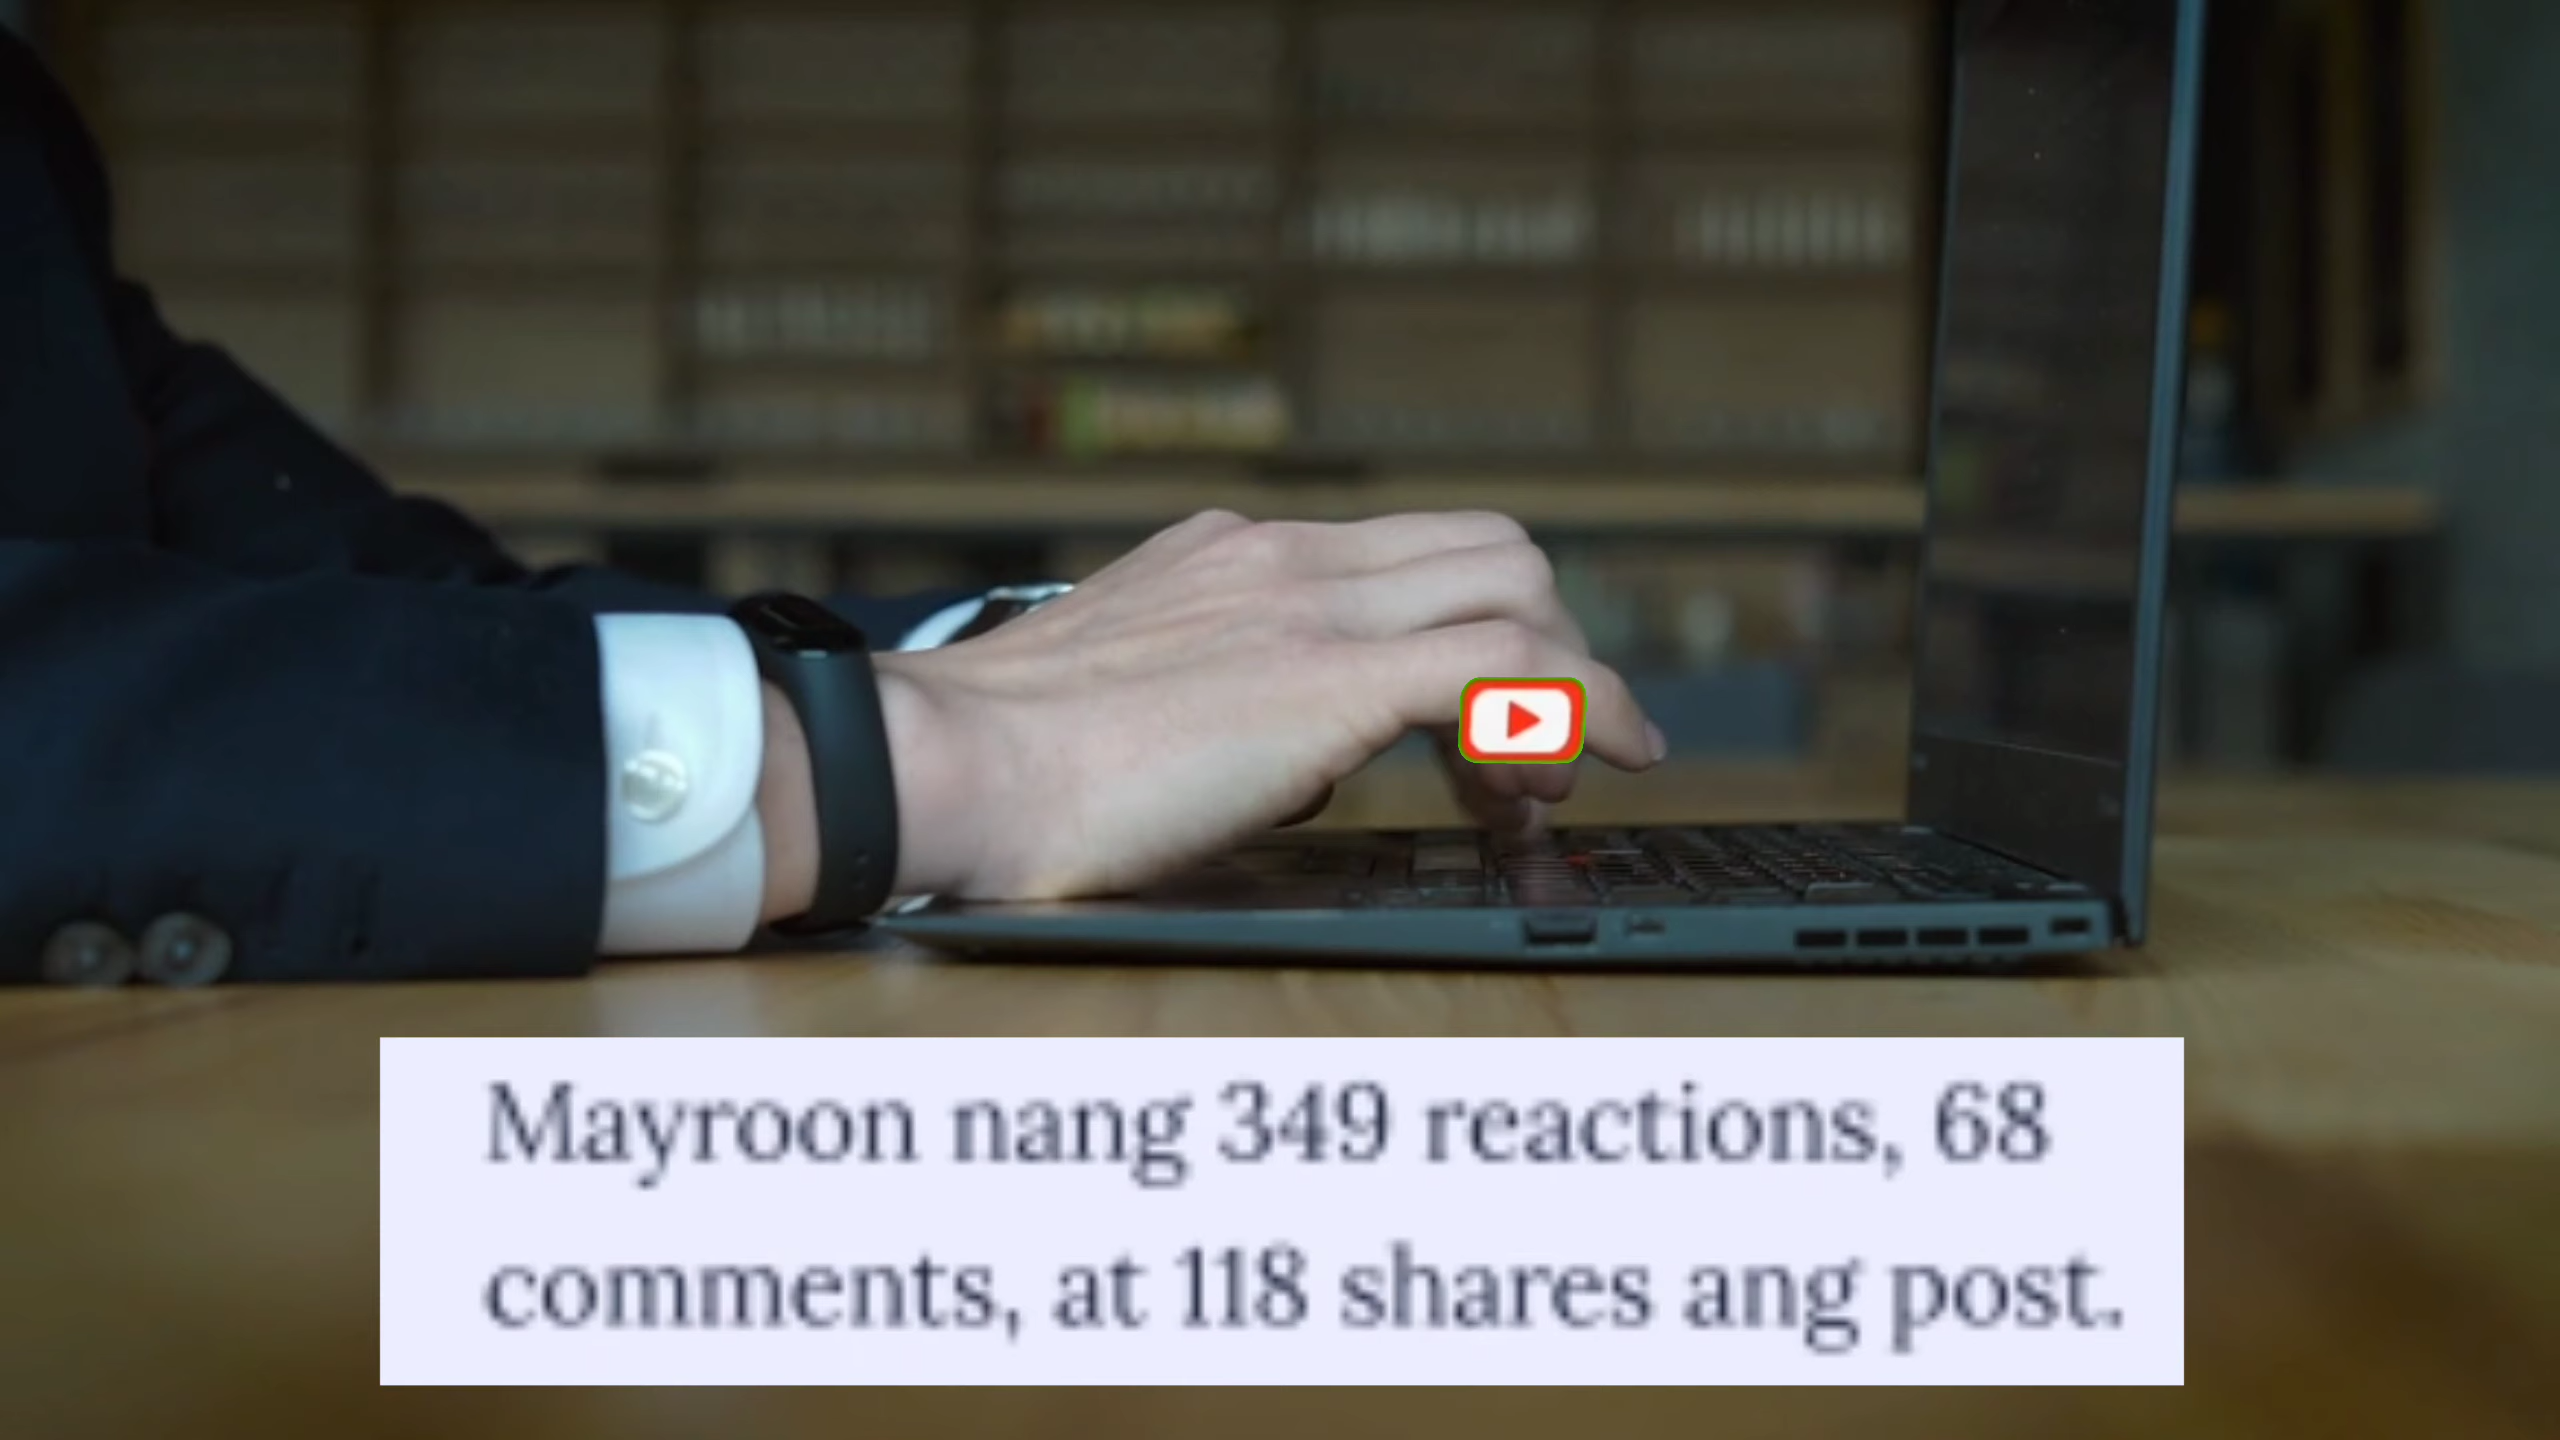 Mayroon nang 349 reactions, 68
comments, at 118 shares ang post.